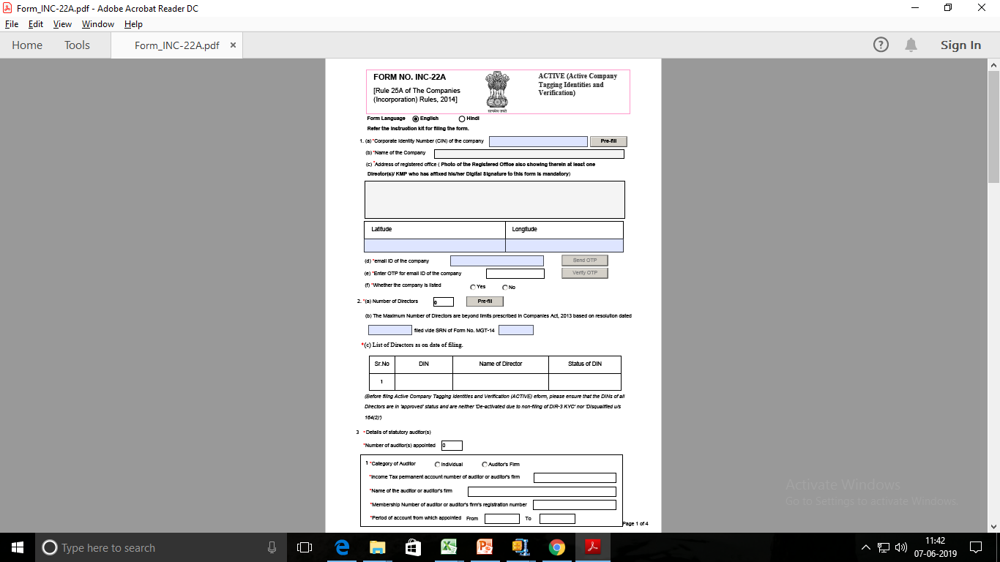 Form_INC-22A.pdf - Adobe Acrobat Reader DC
File Edit View Window Help
Home Tools Form_INC-22A.pdf × ? Sign In
FORM NO. INC-22A
[Rule 25A of The Companies
(Incorporation) Rules, 2014]
सत्यमेव जयते
ACTIVE (Active Company
Tagging Identities and
Verification)
Form Language English Hindi
Refer the instruction kit for filing the form.
1. (a) *Corporate Identity Number (CIN) of the company Pre-fill
(b) *Name of the Company
(c) *Address of registered office ( Photo of the Registered Office also showing therein at least one
Director(s)/ KMP who has affixed his/her Digital Signature to this form is mandatory)
Latitude Longitude
(d) *email ID of the company Send OTP
(e) *Enter OTP for email ID of the company Verify OTP
(f) *Whether the company is listed Yes No
2. *(a) Number of Directors 0 Pre-fill
(b) The Maximum Number of Directors are beyond limits prescribed in Companies Act, 2013 based on resolution dated
filed vide SRN of Form No. MGT-14
*(c) List of Directors as on date of filing.
Sr.No DIN Name of Director Status of DIN
1
(Before filing Active Company Tagging Identities and Verification (ACTIVE) eform, please ensure that the DINs of all
Directors are in 'approved' status and are neither 'De-activated due to non-filing of DIR-3 KYC' nor 'Disqualified u/s
164(2)')
3 *Details of statutory auditor(s)
*Number of auditor(s) appointed 0
1 *Category of Auditor Individual Auditor's Firm
*Income Tax permanent account number of auditor or auditor's firm
*Name of the auditor or auditor's firm
*Membership Number of auditor or auditor's firm's registration number
*Period of account from which appointed From To
Page 1 of 4
Activate Windows
Go to Settings to activate Windows.
Type here to search
11:42
07-06-2019